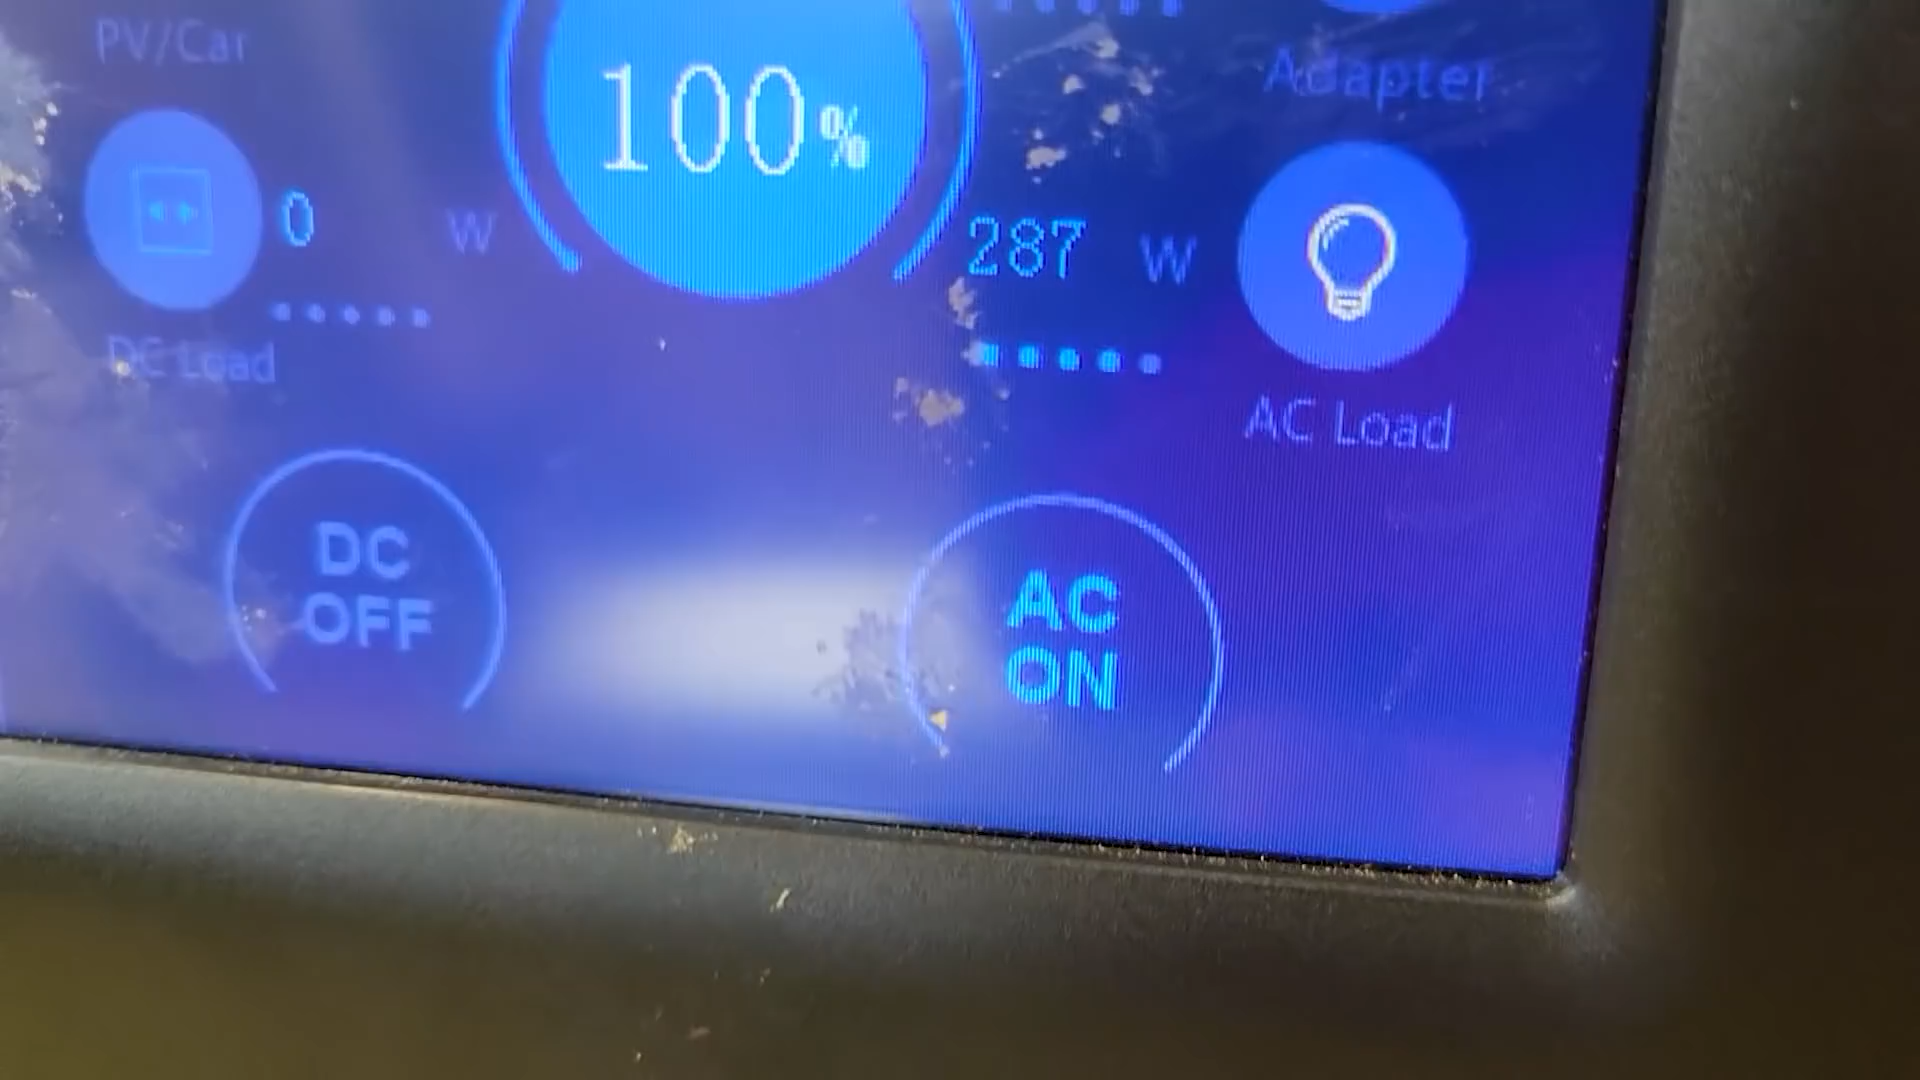 PV/Car
100%
Adapter
0 W
287 W
DC Load
AC Load
DC
OFF
AC
ON